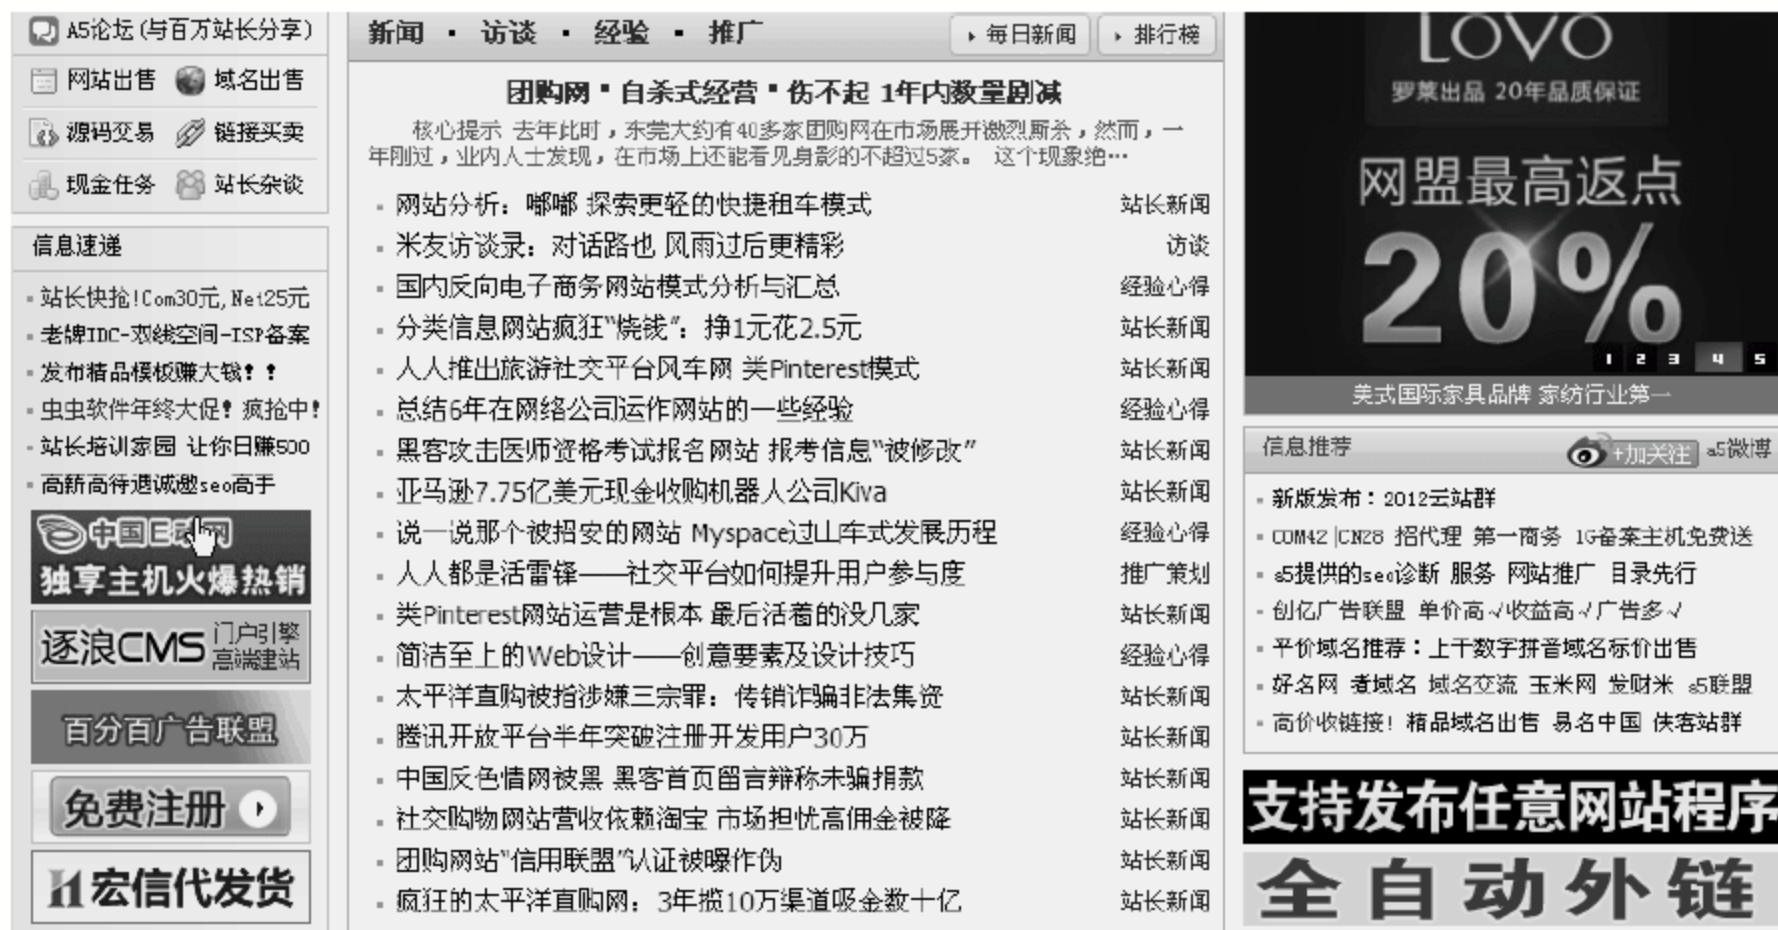 A5论坛(与百万站长分享)
网站出售 域名出售
源码交易 链接买卖
现金任务 站长杂谈
信息速递
站长快抢!Com30元,Net25元
老牌IDC-双线空间-ISP备案
发布精品模板赚大钱!!
虫虫软件年终大促! 疯抢中!
站长培训家园 让你日赚500
高薪高待遇诚邀seo高手
中国E动网
独享主机火爆热销
逐浪CMS 门户引擎
高端建站
百分百广告联盟
免费注册
宏信代发货
新闻 · 访谈 · 经验 · 推广
每日新闻 排行榜
团购网·自杀式经营·伤不起 1年内数量剧减
核心提示 去年此时，东莞大约有40多家团购网在市场展开激烈厮杀，然而，一
年刚过，业内人士发现，在市场上还能看见身影的不超过5家。 这个现象绝…
网站分析：嘟嘟 探索更轻的快捷租车模式 站长新闻
米友访谈录：对话路也 风雨过后更精彩 访谈
国内反向电子商务网站模式分析与汇总 经验心得
分类信息网站疯狂“烧钱”：挣1元花2.5元 站长新闻
人人推出旅游社交平台风车网 类Pinterest模式 站长新闻
总结6年在网络公司运作网站的一些经验 经验心得
黑客攻击医师资格考试报名网站 报考信息“被修改” 站长新闻
亚马逊7.75亿美元现金收购机器人公司Kiva 站长新闻
说一说那个被招安的网站 Myspace过山车式发展历程 经验心得
人人都是活雷锋——社交平台如何提升用户参与度 推广策划
类Pinterest网站运营是根本 最后活着的没几家 站长新闻
简洁至上的Web设计——创意要素及设计技巧 经验心得
太平洋直购被指涉嫌三宗罪：传销诈骗非法集资 站长新闻
腾讯开放平台半年突破注册开发用户30万 站长新闻
中国反色情网被黑 黑客首页留言辩称未骗捐款 站长新闻
社交购物网站营收依赖淘宝 市场担忧高佣金被降 站长新闻
团购网站“信用联盟”认证被曝作伪 站长新闻
疯狂的太平洋直购网：3年揽10万渠道吸金数十亿 站长新闻
LOVO
罗莱出品 20年品质保证
网盟最高返点
20%
1 2 3 4 5
美式国际家具品牌 家纺行业第一
信息推荐 +加关注 a5微博
新版发布：2012云站群
COM42|CN28 招代理 第一商务 1G备案主机免费送
a5提供的seo诊断 服务 网站推广 目录先行
创亿广告联盟 单价高√收益高√广告多√
平价域名推荐：上千数字拼音域名标价出售
好名网 煮域名 域名交流 玉米网 发财米 a5联盟
高价收链接! 精品域名出售 易名中国 侠客站群
支持发布任意网站程序
全自动外链